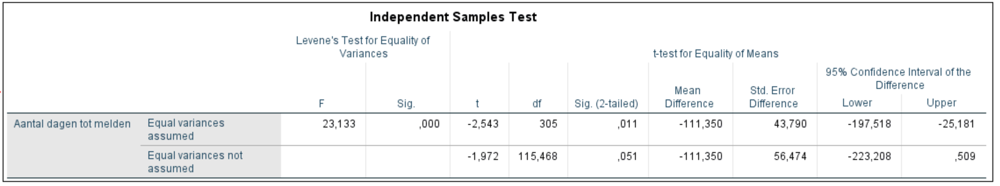 Independent Samples Test
Levene's Test for Equality of
Variances
t-test for Equality of Means
95% Confidence Interval of the
Difference
F
Sig.
t
df
Sig. (2-tailed)
Mean
Difference
Std. Error
Difference
Lower
Upper
Aantal dagen tot melden
Equal variances
assumed
23,133
,000
-2,543
305
,011
-111,350
43,790
-197,518
-25,181
Equal variances not
assumed
-1,972
115,468
,051
-111,350
56,474
-223,208
,509